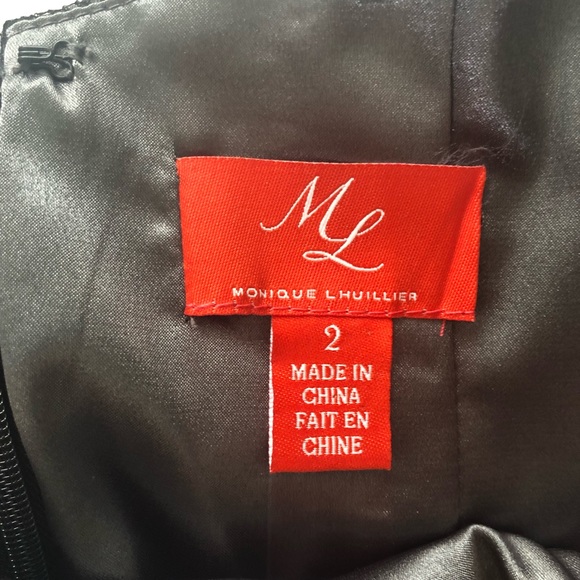 ML
MONIQUE LHUILLIER
2
MADE IN
CHINA
FAIT EN
CHINE